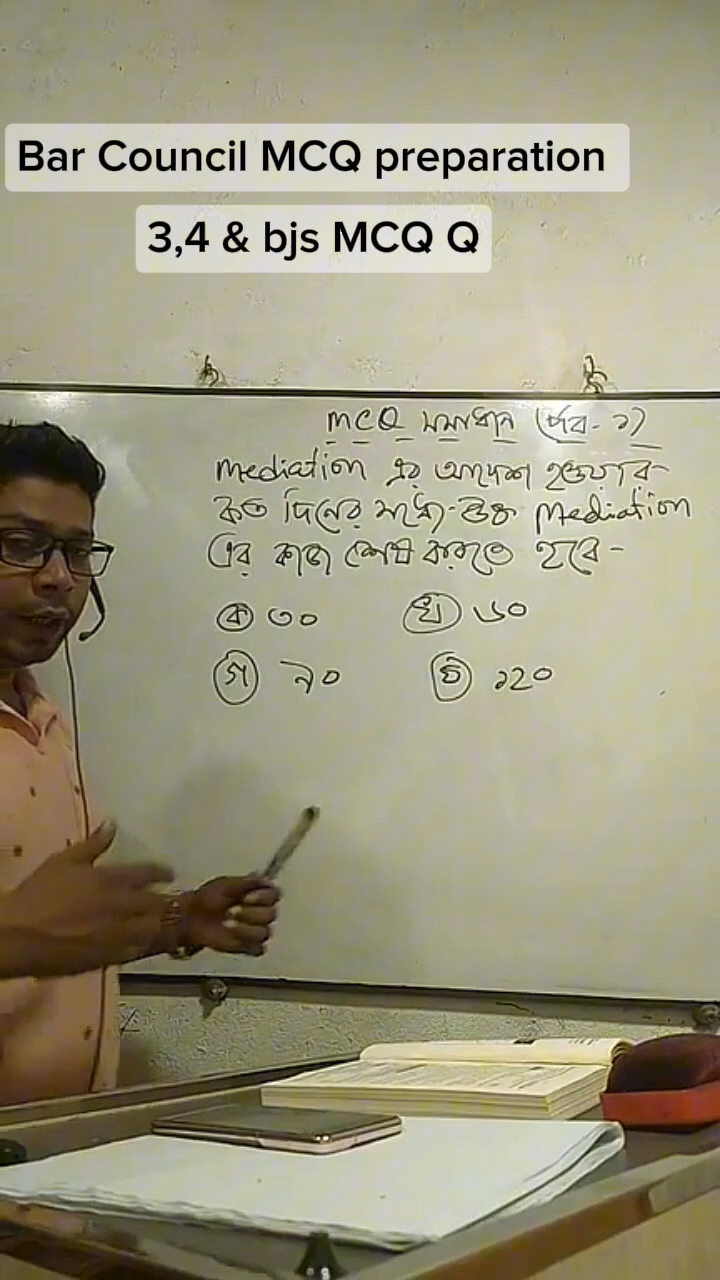 Bar Council MCQ preparation
3,4 & bjs MCQ Q
MCQ সমাধান (পর্ব- ১)
mediation এর আদেশ হওয়ার
কত দিনের মধ্যে উক্ত mediation
এর কাজ শেষ করতে হবে-
ক ৩০ খ ৬০
গ ৯০ ঘ ১২০